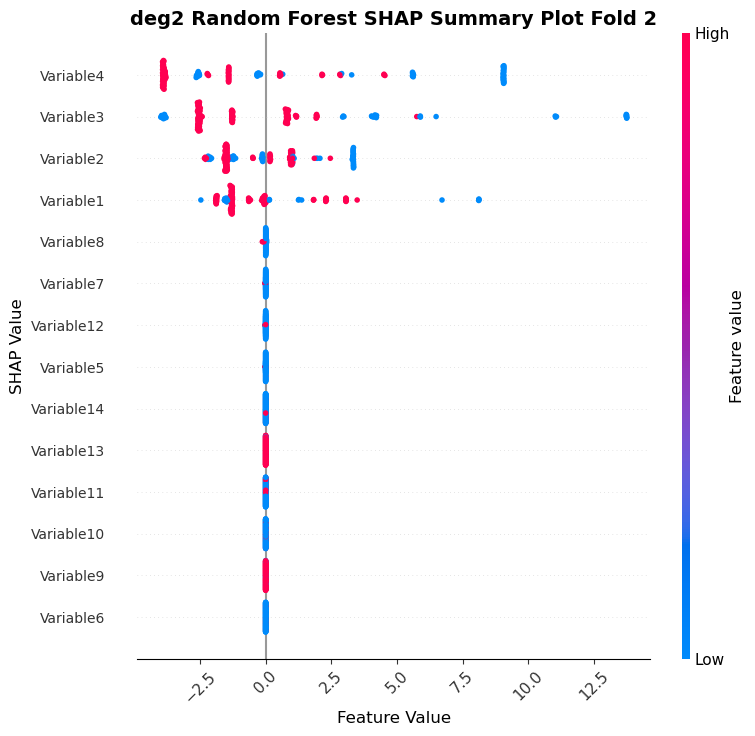 deg2 Random Forest SHAP Summary Plot Fold 2
High
Variable4
Variable3
Variable2
Variable1
Variable8
Variable7
Variable12
Variable5
Variable14
Variable13
Variable11
Variable10
Variable9
Variable6
SHAP Value
Feature value
Low
−2.5 0.0 2.5 5.0 7.5 10.0 12.5
Feature Value